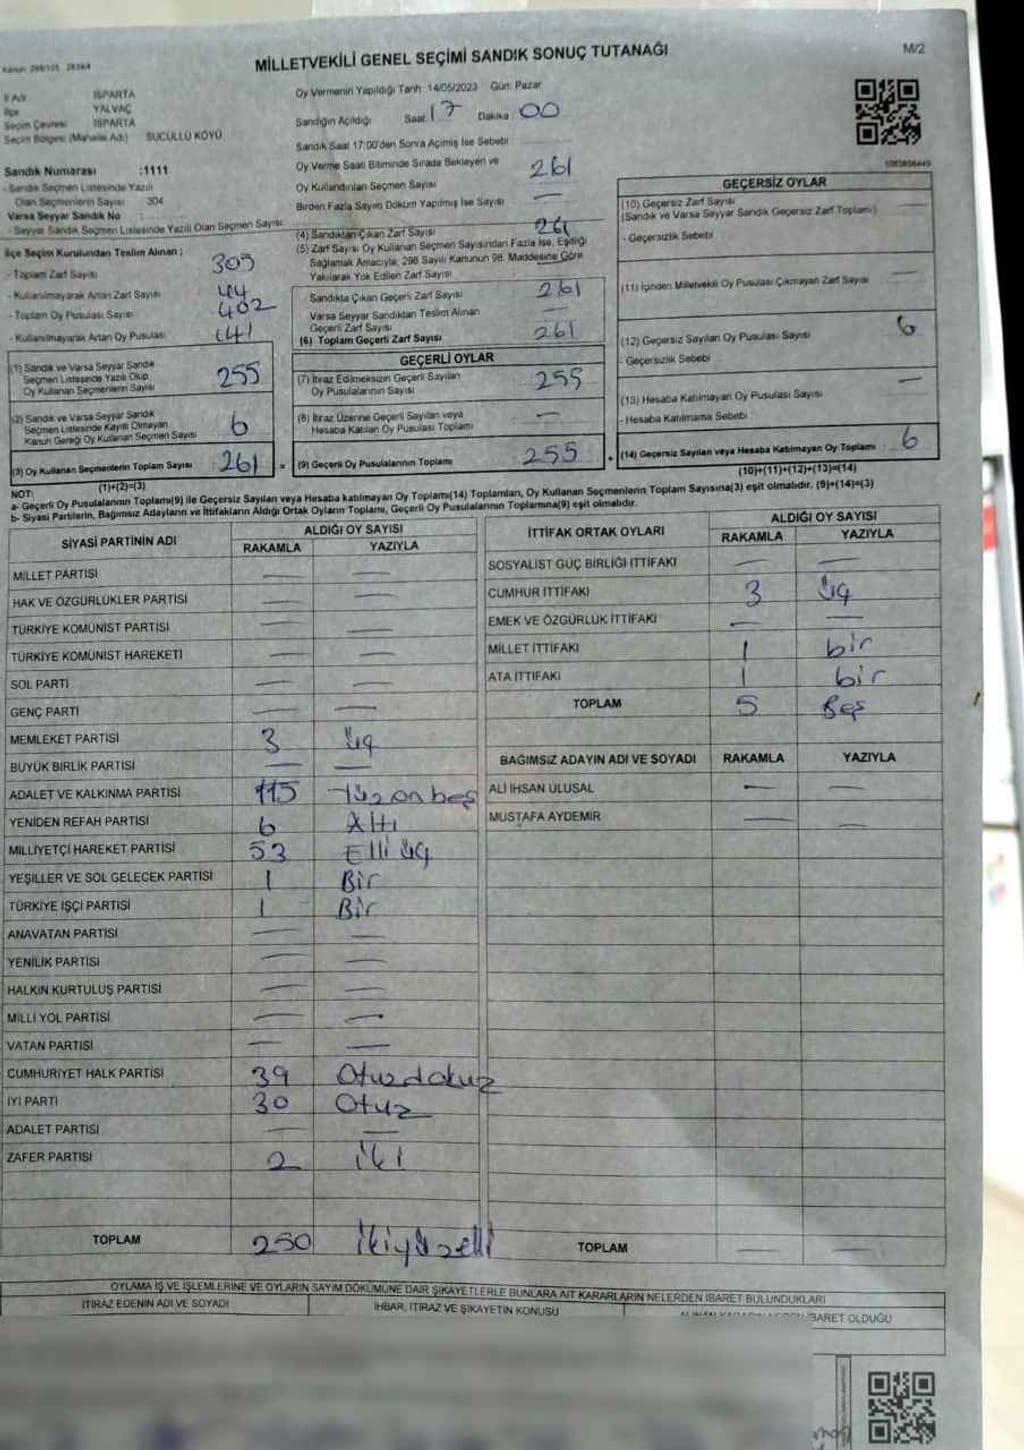 MİLLETVEKİLİ GENEL SEÇİMİ SANDIK SONUÇ TUTANAĞI
M/2
İl Adı ISPARTA
İlçe YALVAÇ
Seçim Çevresi ISPARTA
Seçim Bölgesi (Mahalle Adı) SUCULLU KÖYÜ
Sandık Numarası :1111
- Sandık Seçmen Listesinde Yazılı
Olan Seçmenlerin Sayısı 304
Varsa Seyyar Sandık No
- Seyyar Sandık Seçmen Listesinde Yazılı Olan Seçmen Sayısı:
İlçe Seçim Kurulundan Teslim Alınan ;
- Toplam Zarf Sayısı 305
- Kullanılmayarak Artan Zarf Sayısı 44
- Toplam Oy Pusulası Sayısı 402
- Kullanılmayarak Artan Oy Pusulası 141
(1) Sandık ve Varsa Seyyar Sandık
Seçmen Listesinde Yazılı Olup
Oy Kullanan Seçmenlerin Sayısı 255
(2) Sandık ve Varsa Seyyar Sandık
Seçmen Listesinde Kayıtlı Olmayan
Kanun Gereği Oy Kullanan Seçmen Sayısı 6
(3) Oy Kullanan Seçmenlerin Toplam Sayısı 261 =
(1)+(2)=(3)
Oy Vermenin Yapıldığı Tarih 14/05/2023 Gün: Pazar
Sandığın Açıldığı Saat 17 Dakika 00
Sandık Saat 17:00'den Sonra Açılmış İse Sebebi
Oy Verme Saati Bitiminde Sırada Bekleyen ve
Oy Kullandırılan Seçmen Sayısı 261
Birden Fazla Sayım Döküm Yapılmış İse Sayısı —
(4) Sandıktan Çıkan Zarf Sayısı 261
(5) Zarf Sayısı Oy Kullanan Seçmen Sayısından Fazla İse, Eşitliği
Sağlamak Amacıyla, 298 Sayılı Kanunun 98. Maddesine Göre
Yakılarak Yok Edilen Zarf Sayısı —
Sandıkta Çıkan Geçerli Zarf Sayısı 261
Varsa Seyyar Sandıktan Teslim Alınan
Geçerli Zarf Sayısı —
(6) Toplam Geçerli Zarf Sayısı 261
GEÇERLİ OYLAR
(7) İtiraz Edilmeksizin Geçerli Sayılan
Oy Pusulalarının Sayısı 255
(8) İtiraz Üzerine Geçerli Sayılan veya
Hesaba Katılan Oy Pusulası Toplamı —
(9) Geçerli Oy Pusulalarının Toplamı 255 +
GEÇERSİZ OYLAR
(10) Geçersiz Zarf Sayısı
(Sandık ve Varsa Seyyar Sandık Geçersiz Zarf Toplamı) —
- Geçersizlik Sebebi
(11) İçinden Milletvekili Oy Pusulası Çıkmayan Zarf Sayısı —
(12) Geçersiz Sayılan Oy Pusulası Sayısı 6
- Geçersizlik Sebebi
(13) Hesaba Katılmayan Oy Pusulası Sayısı —
- Hesaba Katılmama Sebebi
(14) Geçersiz Sayılan veya Hesaba Katılmayan Oy Toplamı : 6
(10)+(11)+(12)+(13)=(14)
NOT:
a- Geçerli Oy Pusulalarının Toplamı(9) ile Geçersiz Sayılan veya Hesaba katılmayan Oy Toplamı(14) Toplamları, Oy Kullanan Seçmenlerin Toplam Sayısına(3) eşit olmalıdır. (9)+(14)=(3)
b- Siyasi Partilerin, Bağımsız Adayların ve İttifakların Aldığı Ortak Oyların Toplamı, Geçerli Oy Pusulalarının Toplamına(9) eşit olmalıdır.
SİYASİ PARTİNİN ADI ALDIĞI OY SAYISI
RAKAMLA YAZIYLA
MİLLET PARTİSİ — —
HAK VE ÖZGÜRLÜKLER PARTİSİ — —
TÜRKİYE KOMÜNİST PARTİSİ — —
TÜRKİYE KOMÜNİST HAREKETİ — —
SOL PARTİ — —
GENÇ PARTİ — —
MEMLEKET PARTİSİ 3 üç
BÜYÜK BİRLİK PARTİSİ — —
ADALET VE KALKINMA PARTİSİ 115 Yüzonbeş
YENİDEN REFAH PARTİSİ 6 Altı
MİLLİYETÇİ HAREKET PARTİSİ 53 Elli üç
YEŞİLLER VE SOL GELECEK PARTİSİ 1 Bir
TÜRKİYE İŞÇİ PARTİSİ 1 Bir
ANAVATAN PARTİSİ — —
YENİLİK PARTİSİ — —
HALKIN KURTULUŞ PARTİSİ — —
MİLLİ YOL PARTİSİ — —
VATAN PARTİSİ — —
CUMHURİYET HALK PARTİSİ 39 Otuzdokuz
İYİ PARTİ 30 Otuz
ADALET PARTİSİ — —
ZAFER PARTİSİ 2 iki
TOPLAM 250 ikiyüzelli
İTTİFAK ORTAK OYLARI ALDIĞI OY SAYISI
RAKAMLA YAZIYLA
SOSYALİST GÜÇ BİRLİĞİ İTTİFAKI — —
CUMHUR İTTİFAKI 3 üç
EMEK VE ÖZGÜRLÜK İTTİFAKI — —
MİLLET İTTİFAKI 1 bir
ATA İTTİFAKI 1 bir
TOPLAM 5 Beş
BAĞIMSIZ ADAYIN ADI VE SOYADI RAKAMLA YAZIYLA
ALİ İHSAN ULUSAL — —
MUSTAFA AYDEMİR — —
TOPLAM — —
OYLAMA İŞ VE İŞLEMLERİNE VE OYLARIN SAYIM DÖKÜMÜNE DAİR ŞİKAYETLERLE BUNLARA AİT KARARLARIN NELERDEN İBARET BULUNDUKLARI
İTİRAZ EDENİN ADI VE SOYADI
İHBAR, İTİRAZ VE ŞİKAYETİN KONUSU
OLDUĞU